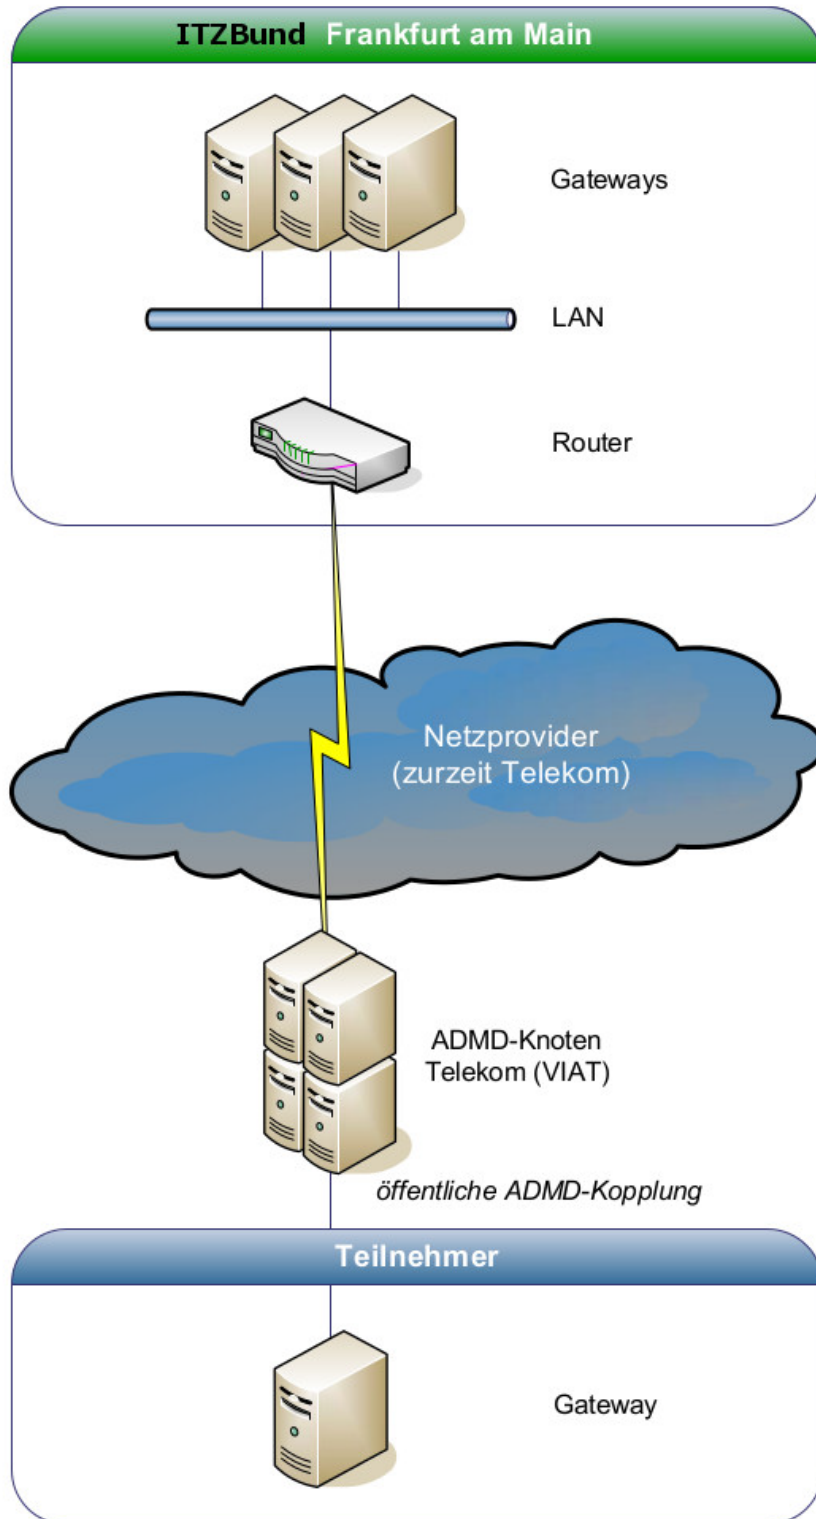 ITZBund Frankfurt am Main
Gateways
LAN
Router
Netzprovider
(zurzeit Telekom)
ADMD-Knoten
Telekom (VIAT)
öffentliche ADMD-Kopplung
Teilnehmer
Gateway